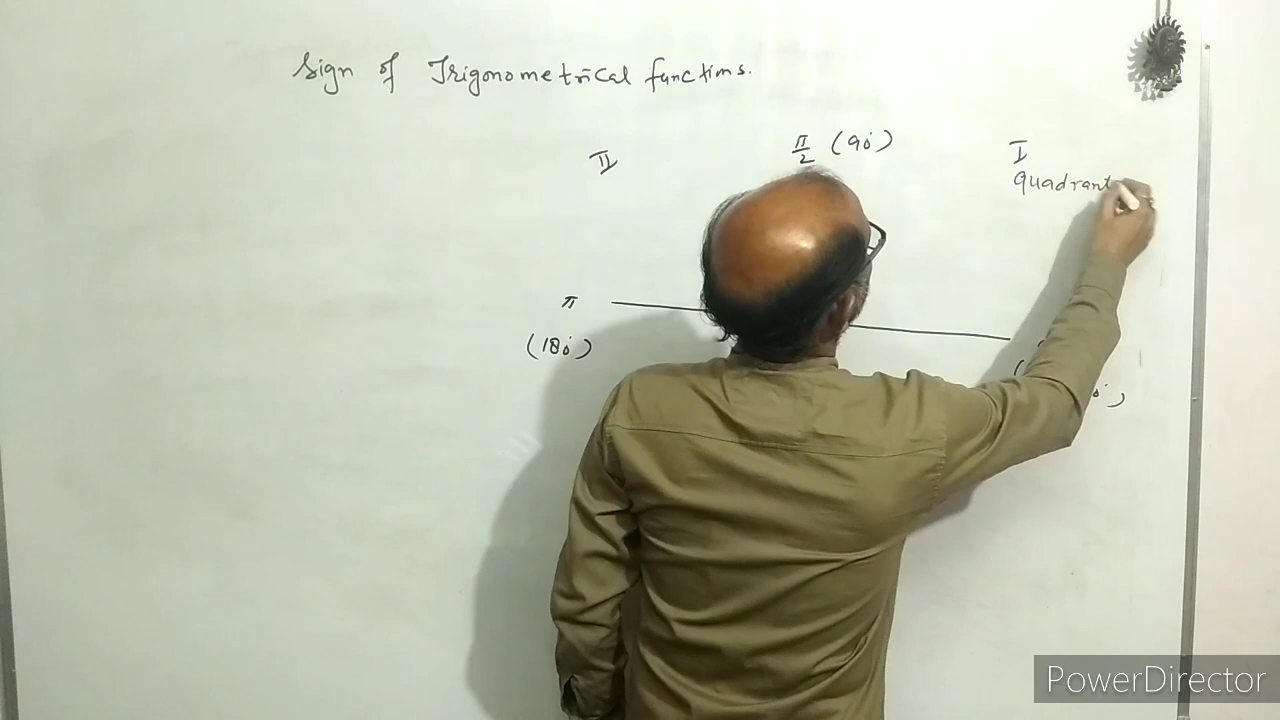 Sign of Trigonometrical functions.
II
π/2 (90°)
I
quadrant
π
(180°)
PowerDirector